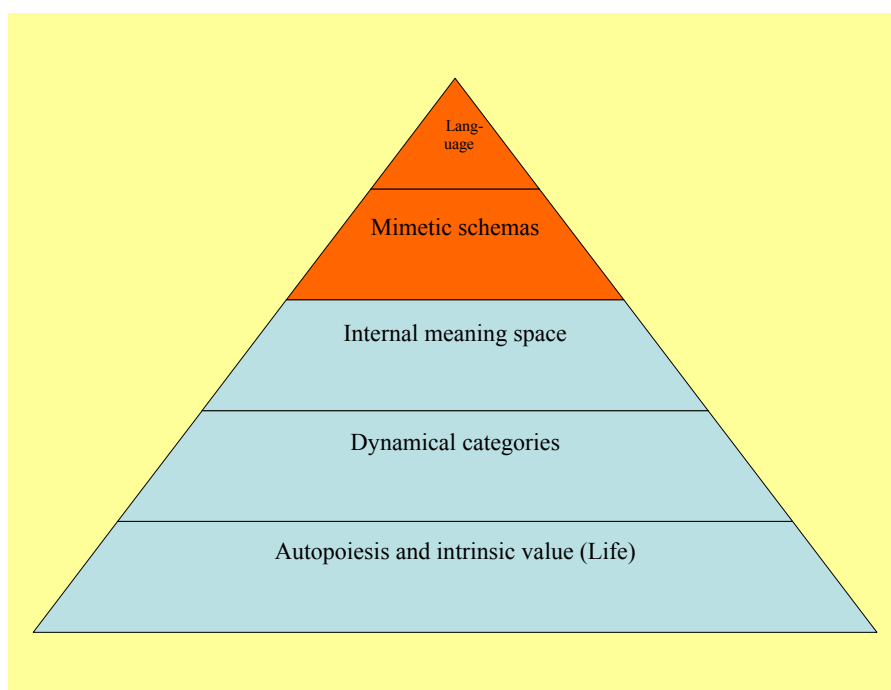 Lang-
uage
Mimetic schemas
Internal meaning space
Dynamical categories
Autopoiesis and intrinsic value (Life)